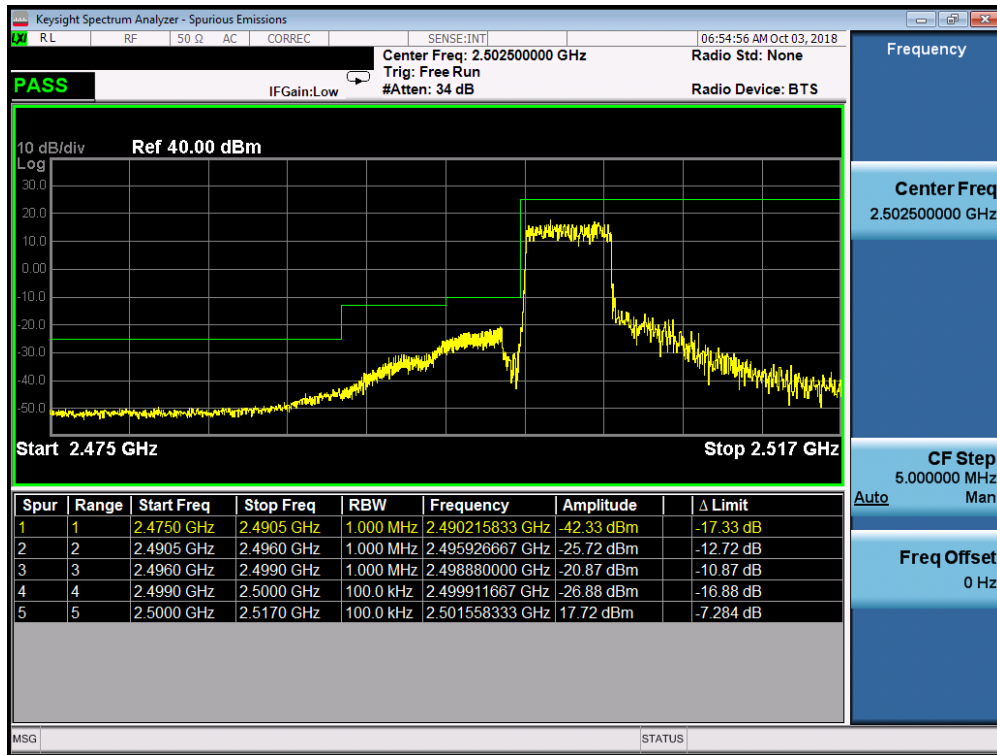 Keysight Spectrum Analyzer - Spurious Emissions
LXI RL RF 50 Ω AC CORREC SENSE:INT 06:54:56 AM Oct 03, 2018
Center Freq: 2.502500000 GHz Radio Std: None
Trig: Free Run
PASS IFGain:Low #Atten: 34 dB Radio Device: BTS
Frequency
10 dB/div Ref 40.00 dBm
Log
30.0
20.0
10.0
0.00
-10.0
-20.0
-30.0
-40.0
-50.0
Start 2.475 GHz Stop 2.517 GHz
Center Freq
2.502500000 GHz
CF Step
5.000000 MHz
Auto Man
Freq Offset
0 Hz
Spur Range Start Freq Stop Freq RBW Frequency Amplitude Δ Limit
1 1 2.4750 GHz 2.4905 GHz 1.000 MHz 2.490215833 GHz -42.33 dBm -17.33 dB
2 2 2.4905 GHz 2.4960 GHz 1.000 MHz 2.495926667 GHz -25.72 dBm -12.72 dB
3 3 2.4960 GHz 2.4990 GHz 1.000 MHz 2.498880000 GHz -20.87 dBm -10.87 dB
4 4 2.4990 GHz 2.5000 GHz 100.0 kHz 2.499911667 GHz -26.88 dBm -16.88 dB
5 5 2.5000 GHz 2.5170 GHz 100.0 kHz 2.501558333 GHz 17.72 dBm -7.284 dB
MSG STATUS